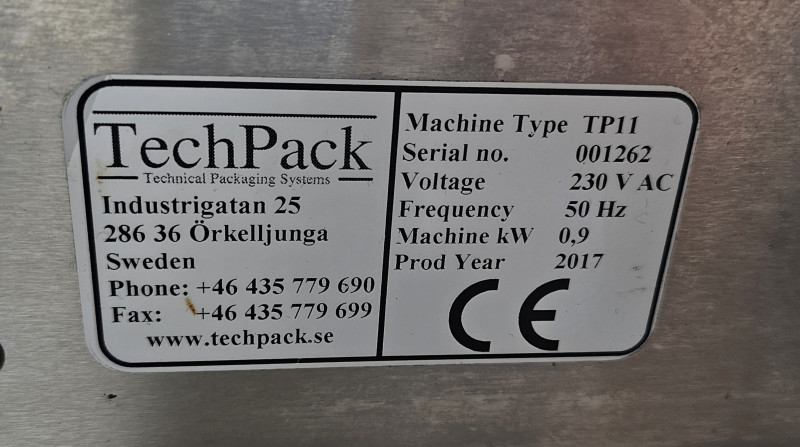 TechPack
Technical Packaging Systems
Industrigatan 25
286 36 Örkelljunga
Sweden
Phone: +46 435 779 690
Fax: +46 435 779 699
www.techpack.se
Machine Type TP11
Serial no. 001262
Voltage 230 V AC
Frequency 50 Hz
Machine kW 0,9
Prod Year 2017
CE